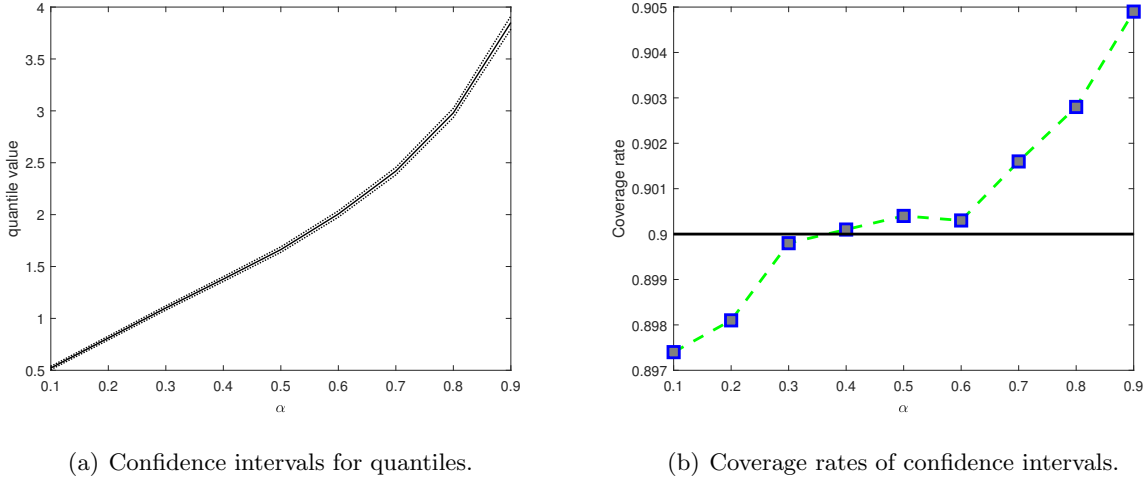 4
3.5
3
2.5
2
1.5
1
0.5
quantile value
0.1 0.2 0.3 0.4 0.5 0.6 0.7 0.8 0.9
α
(a) Confidence intervals for quantiles.
0.905
0.904
0.903
0.902
0.901
0.9
0.899
0.898
0.897
Coverage rate
0.1 0.2 0.3 0.4 0.5 0.6 0.7 0.8 0.9
α
(b) Coverage rates of confidence intervals.